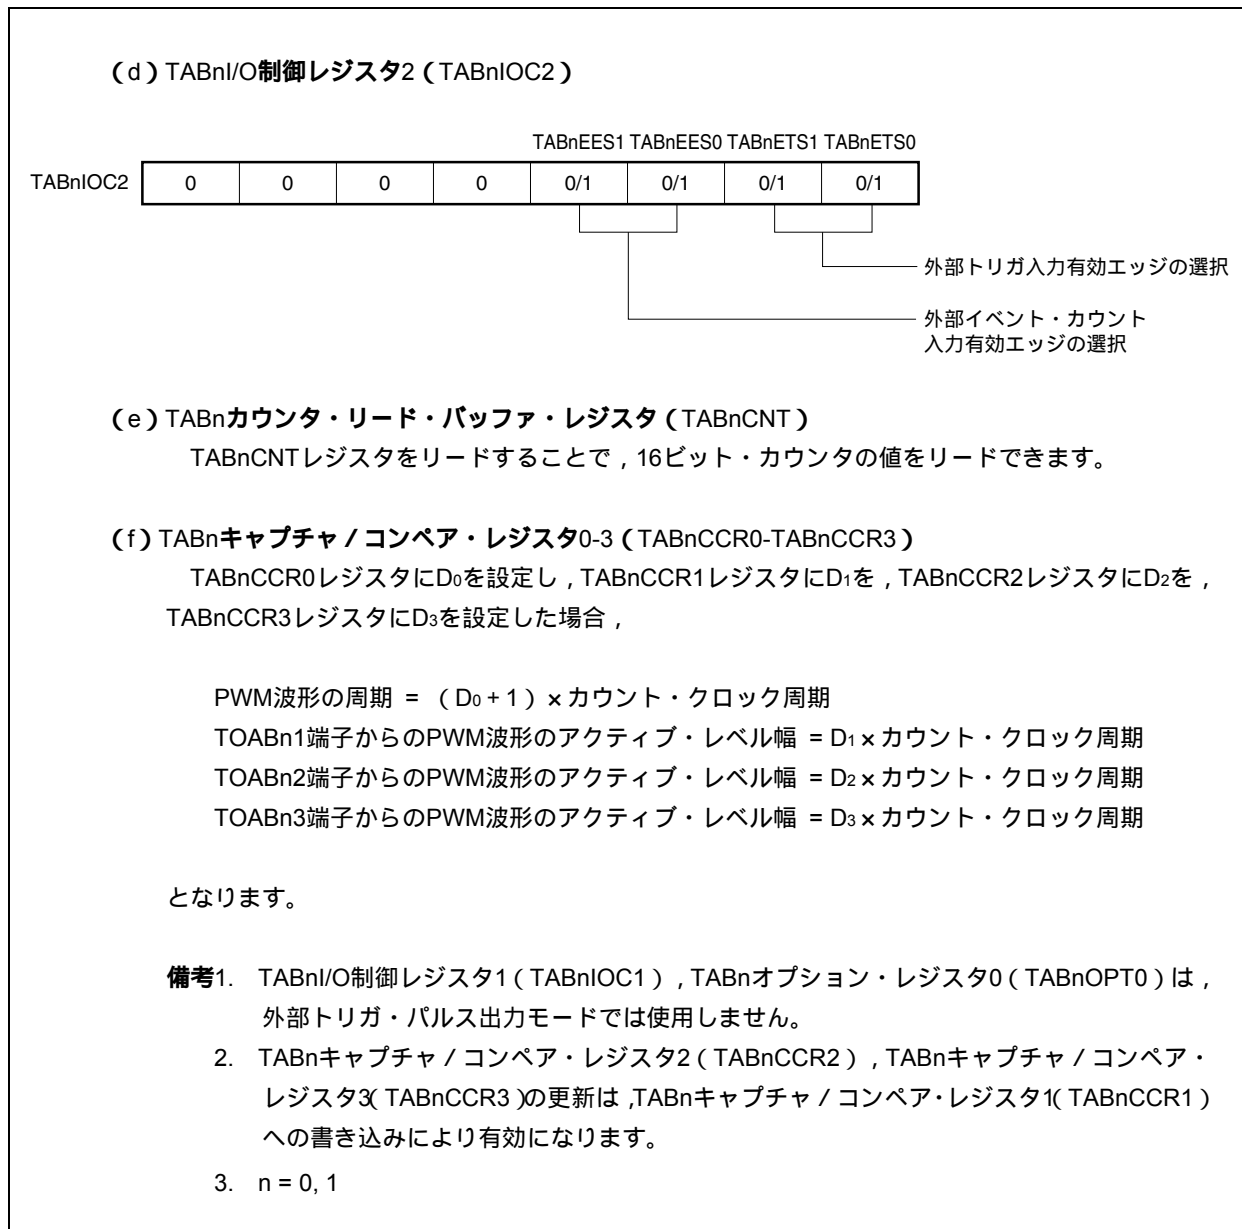 （d）TABnI/O制御レジスタ2（TABnIOC2）
TABnEES1 TABnEES0 TABnETS1 TABnETS0
TABnIOC2 0 0 0 0 0/1 0/1 0/1 0/1
外部トリガ入力有効エッジの選択
外部イベント・カウント
入力有効エッジの選択
（e）TABnカウンタ・リード・バッファ・レジスタ（TABnCNT）
TABnCNTレジスタをリードすることで，16ビット・カウンタの値をリードできます。
（f）TABnキャプチャ／コンペア・レジスタ0-3（TABnCCR0-TABnCCR3）
TABnCCR0レジスタにD0を設定し，TABnCCR1レジスタにD1を，TABnCCR2レジスタにD2を，
TABnCCR3レジスタにD3を設定した場合，
PWM波形の周期 = （D0 + 1）× カウント・クロック周期
TOABn1端子からのPWM波形のアクティブ・レベル幅 = D1 × カウント・クロック周期
TOABn2端子からのPWM波形のアクティブ・レベル幅 = D2 × カウント・クロック周期
TOABn3端子からのPWM波形のアクティブ・レベル幅 = D3 × カウント・クロック周期
となります。
備考1. TABnI/O制御レジスタ1（TABnIOC1），TABnオプション・レジスタ0（TABnOPT0）は，
外部トリガ・パルス出力モードでは使用しません。
2. TABnキャプチャ／コンペア・レジスタ2（TABnCCR2），TABnキャプチャ／コンペア・
レジスタ3（TABnCCR3）の更新は，TABnキャプチャ／コンペア・レジスタ1（TABnCCR1）
への書き込みにより有効になります。
3. n = 0, 1